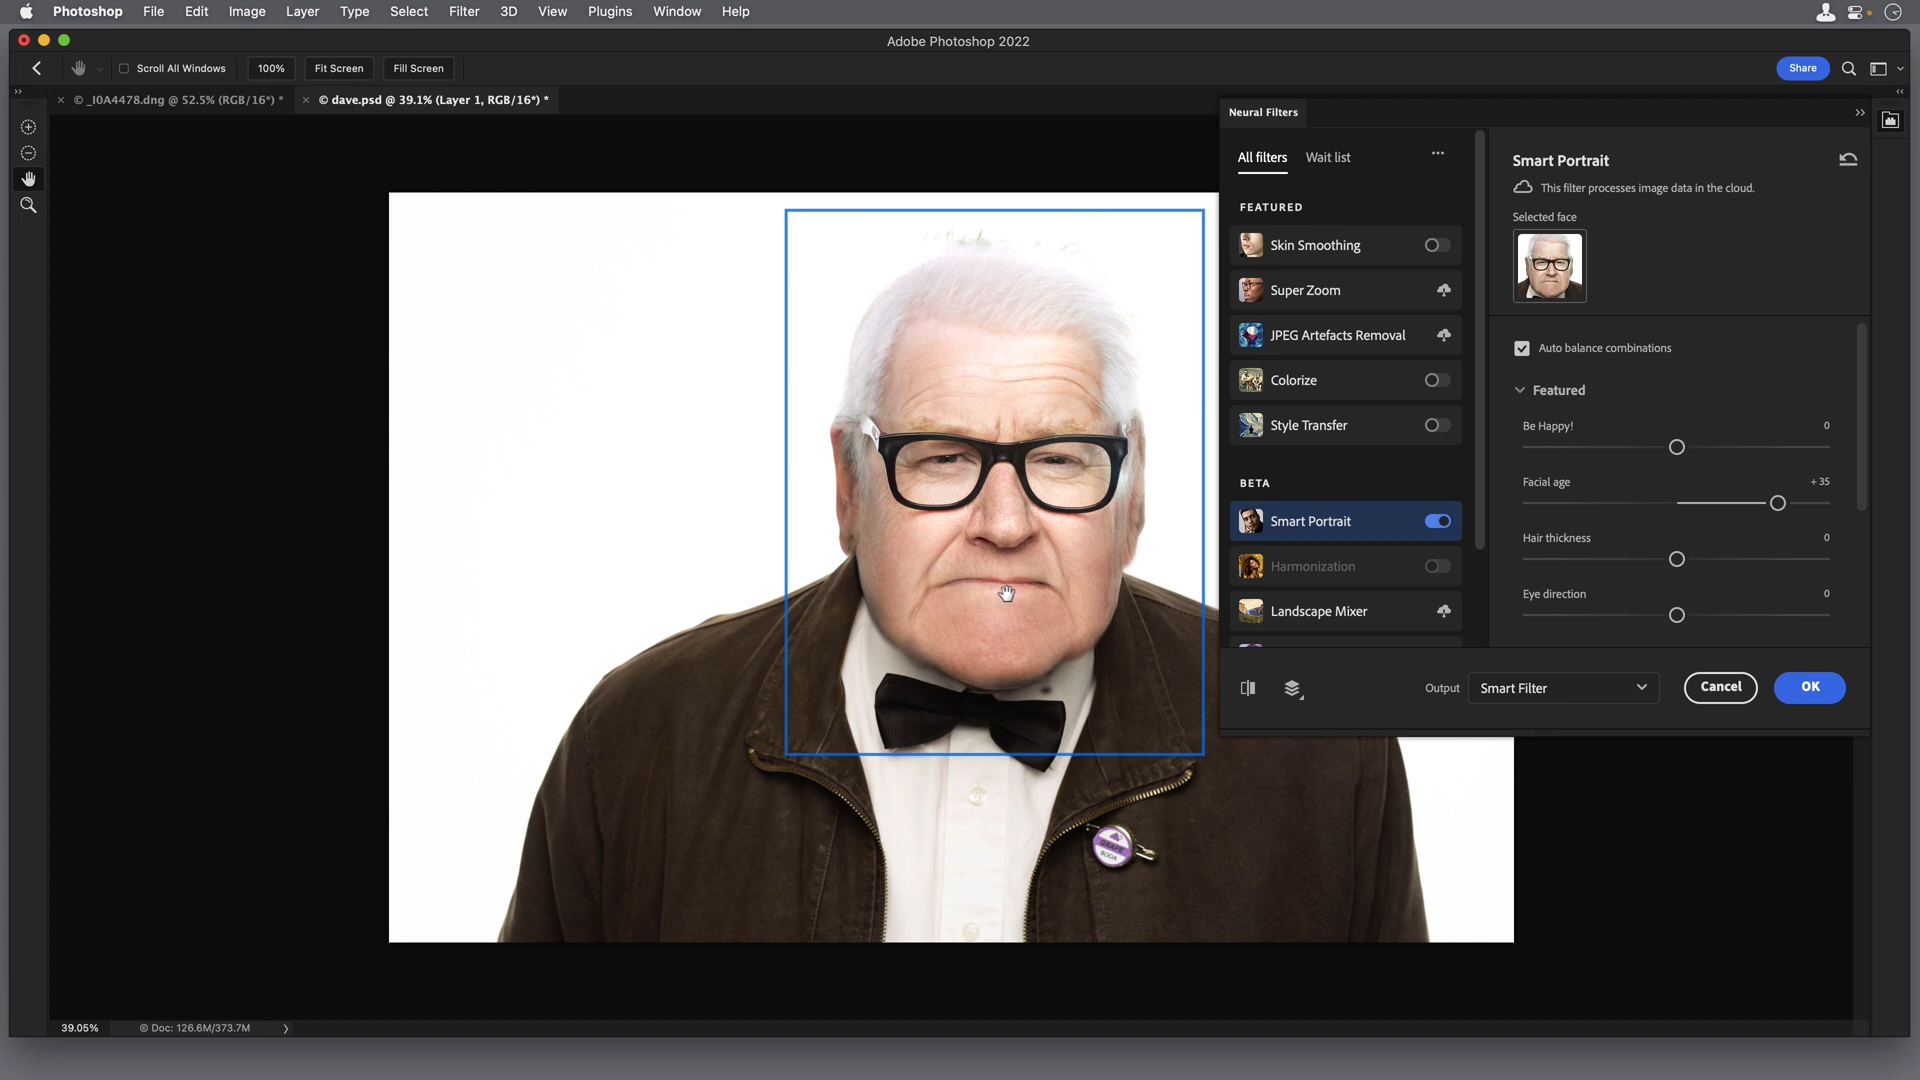 Photoshop File Edit Image Layer Type Select Filter 3D View Plugins Window Help
Adobe Photoshop 2022
Scroll All Windows 100% Fit Screen Fill Screen Share
× © _I0A4478.dng @ 52.5% (RGB/16*) * × © dave.psd @ 39.1% (Layer 1, RGB/16*) *
Neural Filters
All filters Wait list
FEATURED
Skin Smoothing
Super Zoom
JPEG Artefacts Removal
Colorize
Style Transfer
BETA
Smart Portrait
Harmonization
Landscape Mixer
Smart Portrait
This filter processes image data in the cloud.
Selected face
Auto balance combinations
Featured
Be Happy! 0
Facial age +35
Hair thickness 0
Eye direction 0
Output Smart Filter Cancel OK
GRAPE
SODA
39.05% © Doc: 126.6M/373.7M